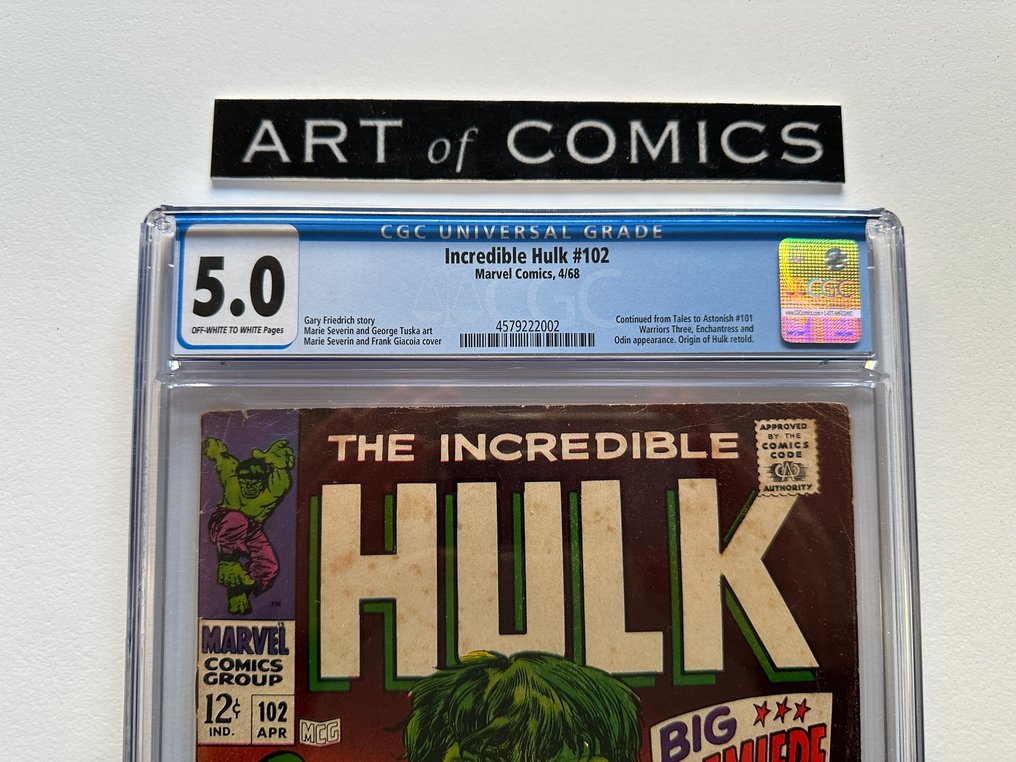 ART of COMICS
CGC UNIVERSAL GRADE
5.0
OFF-WHITE TO WHITE Pages
Incredible Hulk #102
Marvel Comics, 4/68
Gary Friedrich story
Marie Severin and George Tuska art
Marie Severin and Frank Giacoia cover
4579222002
Continued from Tales to Astonish #101
Warriors Three, Enchantress and
Odin appearance. Origin of Hulk retold.
CGC
THE INCREDIBLE
HULK
APPROVED
BY THE
COMICS
CODE
AUTHORITY
TM
MARVEL
COMICS
GROUP
12¢
IND.
102
APR
MCG
BIG